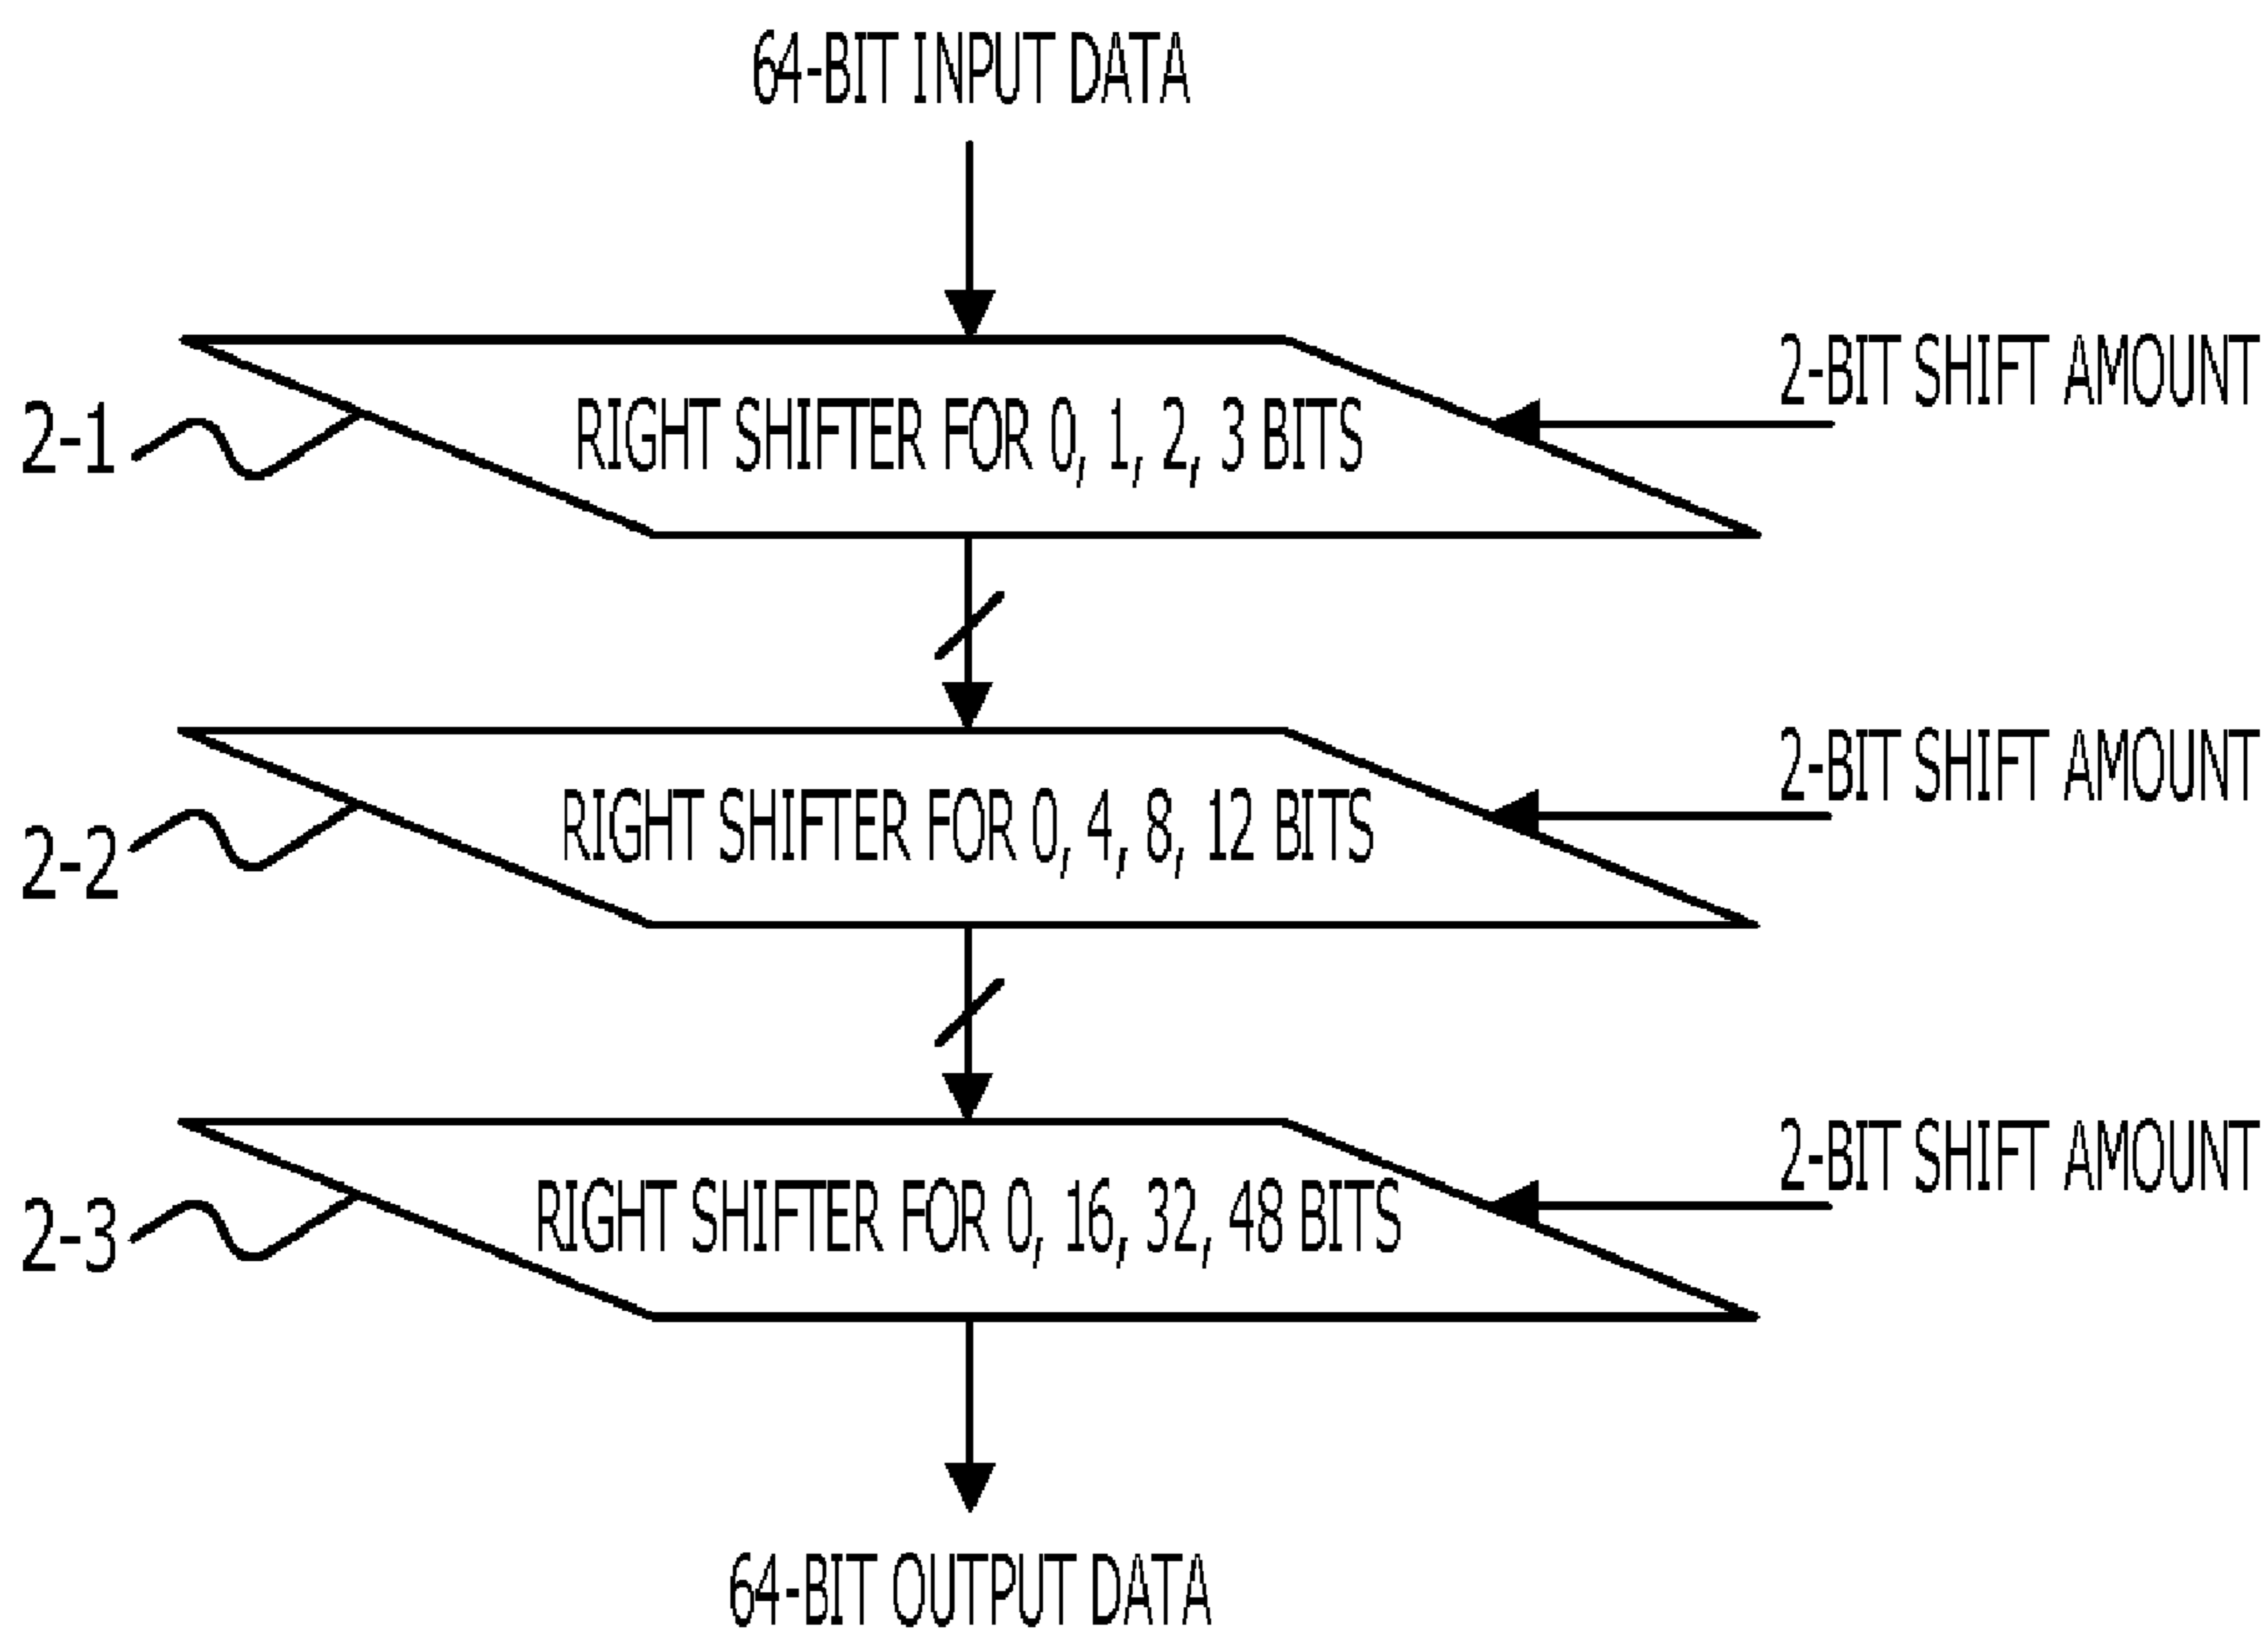 64-BIT INPUT DATA
2-BIT SHIFT AMOUNT
2-1
RIGHT SHIFTER FOR 0, 1, 2, 3 BITS
2-BIT SHIFT AMOUNT
2-2
RIGHT SHIFTER FOR 0, 4, 8, 12 BITS
2-BIT SHIFT AMOUNT
2-3
RIGHT SHIFTER FOR 0, 16, 32, 48 BITS
64-BIT OUTPUT DATA